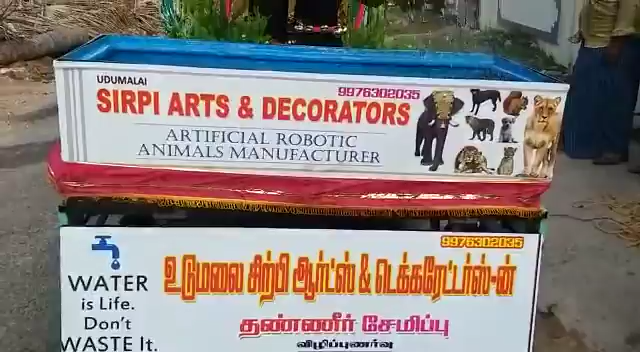 UDUMALAI
9976302035
SIRPI ARTS & DECORATORS
ARTIFICIAL ROBOTIC
ANIMALS MANUFACTURER
9976302035
உடுமலை சிற்பி ஆர்ட்ஸ் & டெக்கரேட்டர்ஸ்-ன்
WATER
is Life.
Don't
WASTE It.
தண்ணீர் சேமிப்பு
விழிப்புணர்வு